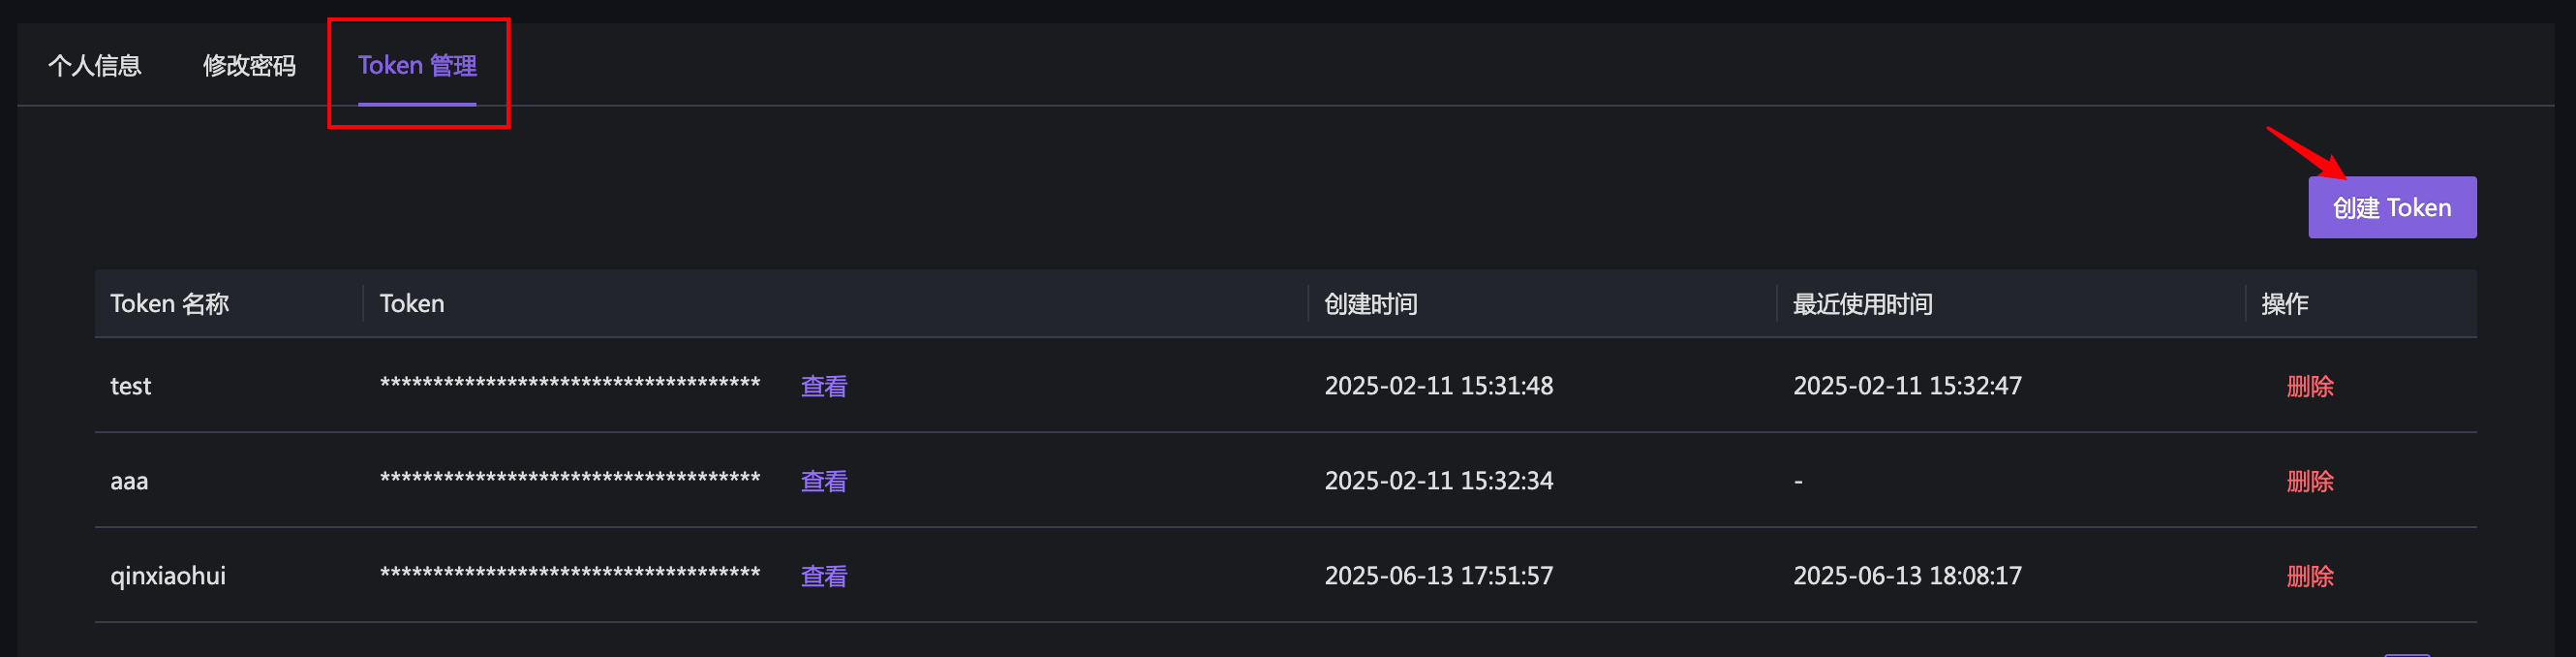 个人信息 修改密码 Token 管理
创建 Token
Token 名称 Token 创建时间 最近使用时间 操作
test ************************************ 查看 2025-02-11 15:31:48 2025-02-11 15:32:47 删除
aaa ************************************ 查看 2025-02-11 15:32:34 - 删除
qinxiaohui ************************************ 查看 2025-06-13 17:51:57 2025-06-13 18:08:17 删除